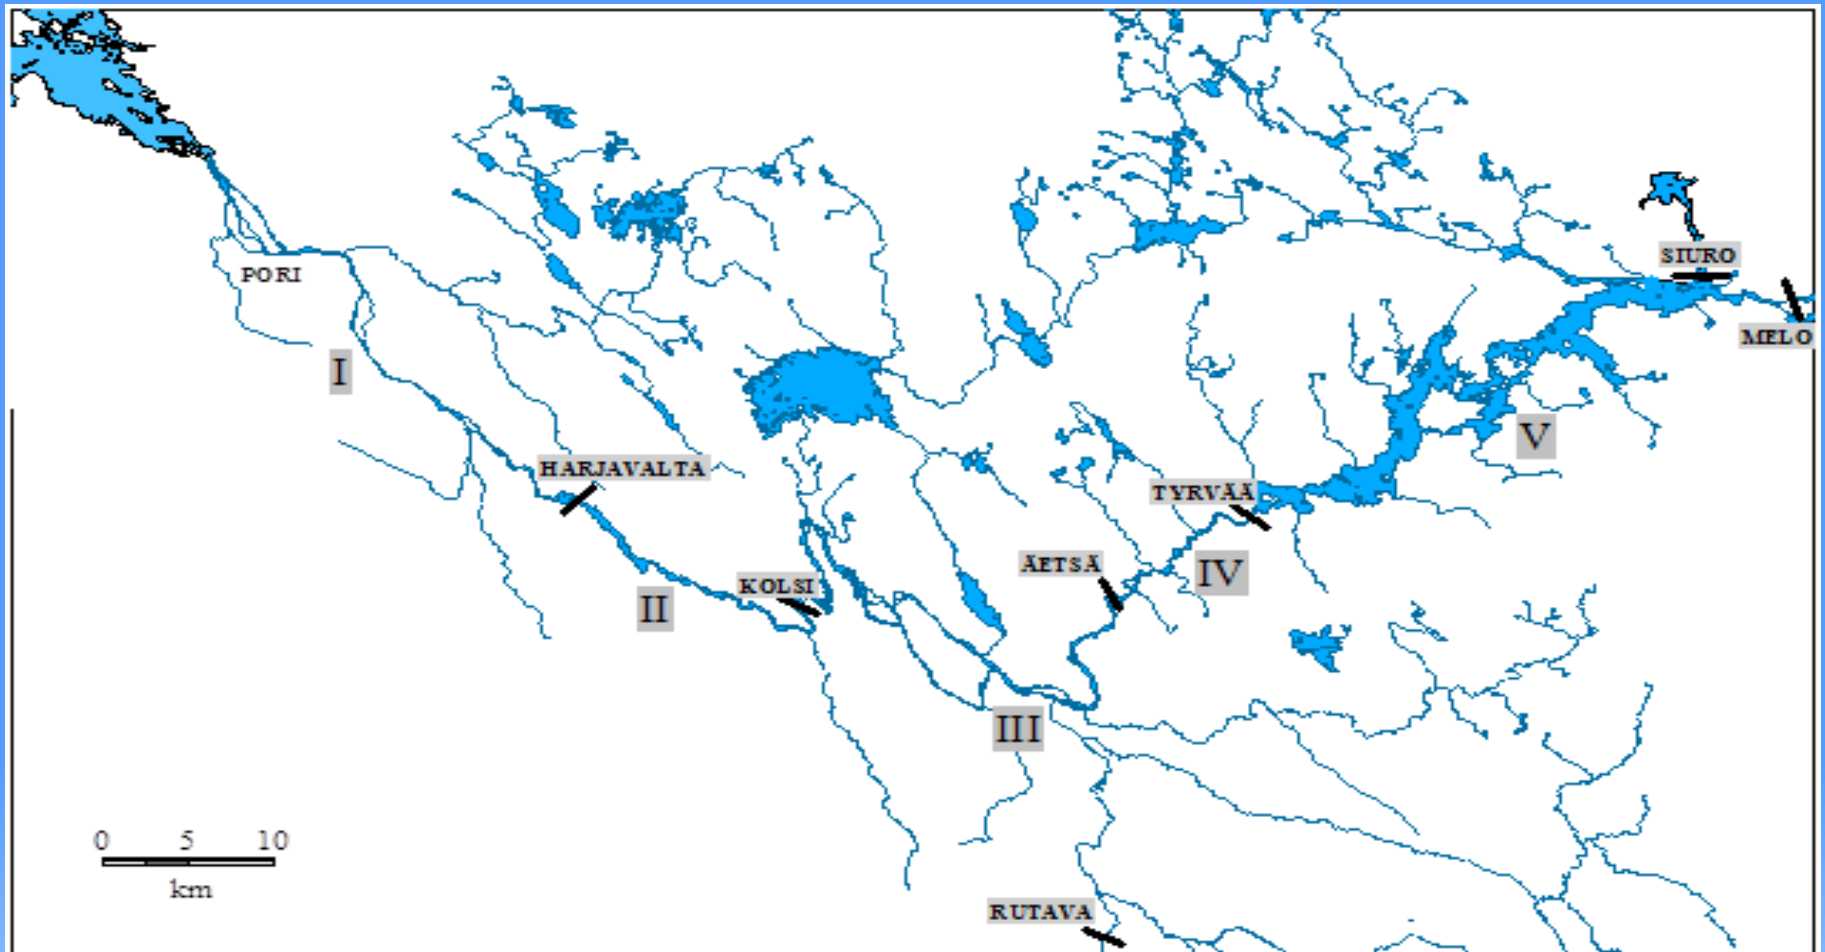 SIURO
PORI
MELO
I
V
HARJAVALTA
TYRVÄÄ
ÄETSÄ
IV
KOLSI
II
III
0 5 10
km
RUTAVA